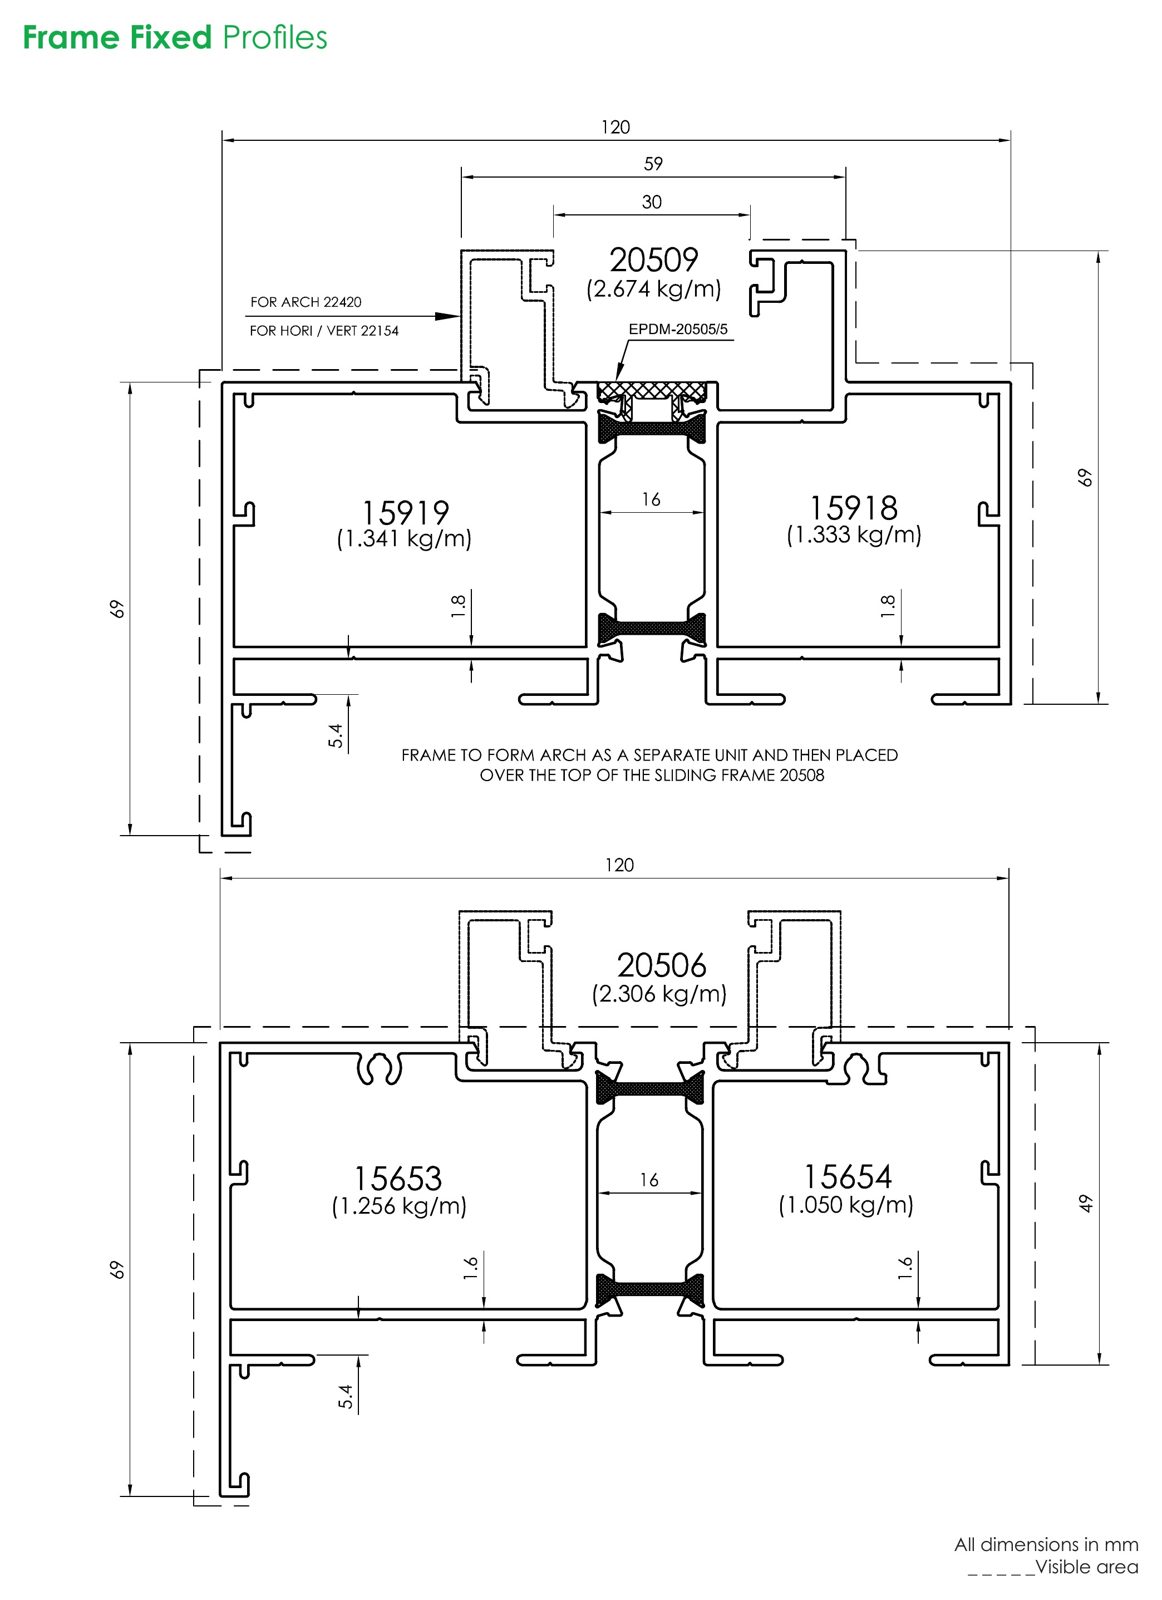 Frame Fixed Profiles
120
59
30
20509
(2.674 kg/m)
FOR ARCH 22420
FOR HORI / VERT 22154
EPDM-20505/5
69
69
15919
(1.341 kg/m)
16
15918
(1.333 kg/m)
1.8
1.8
5.4
FRAME TO FORM ARCH AS A SEPARATE UNIT AND THEN PLACED
OVER THE TOP OF THE SLIDING FRAME 20508
120
20506
(2.306 kg/m)
15653
(1.256 kg/m)
16
15654
(1.050 kg/m)
49
69
1.6
1.6
5.4
All dimensions in mm
_ _ _ _ _Visible area